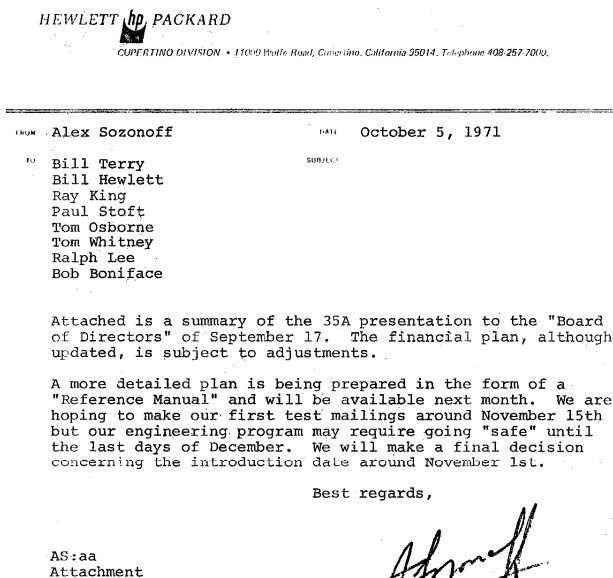 HEWLETT hp PACKARD
CUPERTINO DIVISION • 11000 Wolfe Road, Cupertino, California 95014. Telephone 408-257-7000.
FROM Alex Sozonoff DATE October 5, 1971
TO Bill Terry SUBJECT
Bill Hewlett
Ray King
Paul Stoft
Tom Osborne
Tom Whitney
Ralph Lee
Bob Boniface
Attached is a summary of the 35A presentation to the "Board
of Directors" of September 17. The financial plan, although
updated, is subject to adjustments.
A more detailed plan is being prepared in the form of a
"Reference Manual" and will be available next month. We are
hoping to make our first test mailings around November 15th
but our engineering program may require going "safe" until
the last days of December. We will make a final decision
concerning the introduction date around November 1st.
Best regards,
AS:aa
Attachment